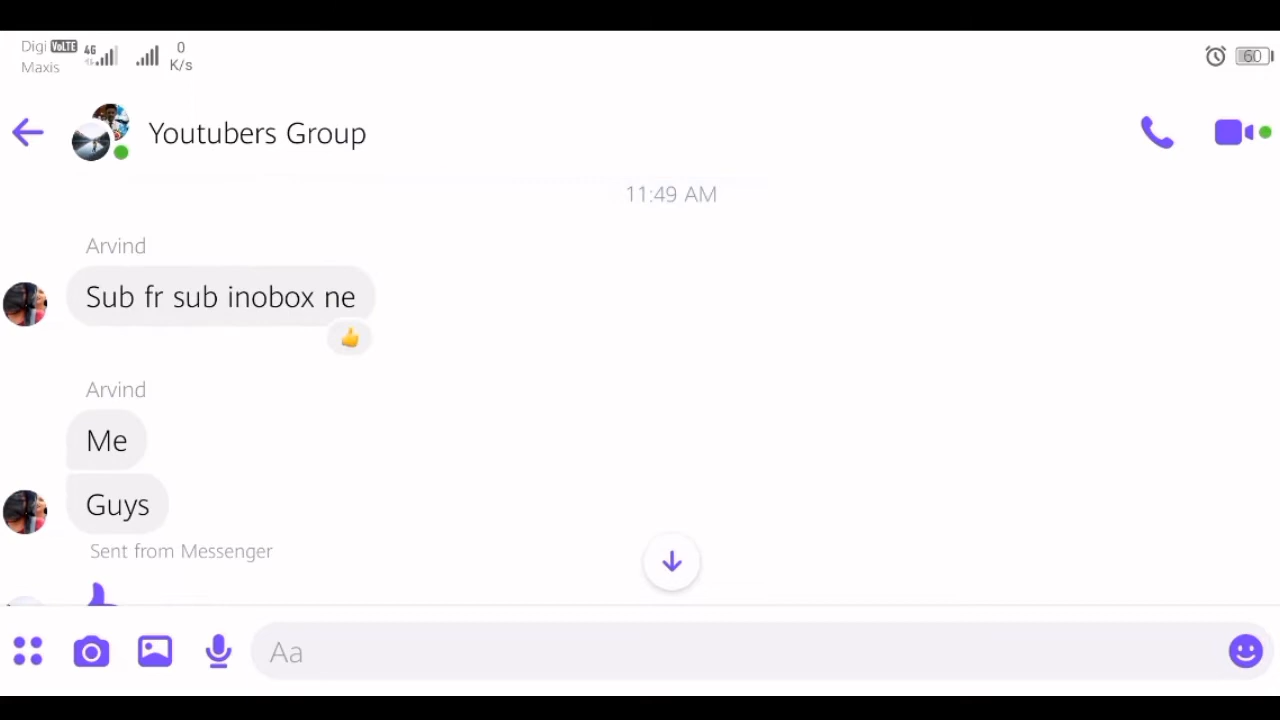 Digi VoLTE 4G 0
Maxis K/s
60
Youtubers Group
11:49 AM
Arvind
Sub fr sub inobox ne
Arvind
Me
Guys
Sent from Messenger
Aa